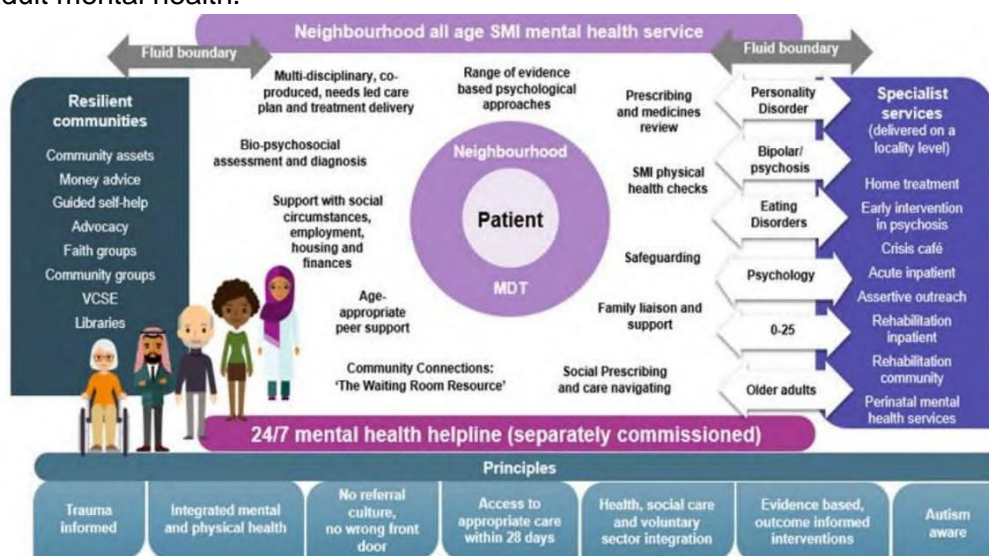 adult mental health.
Neighbourhood all age SMI mental health service
Fluid boundary
Fluid boundary
Resilient
communities
Community assets
Money advice
Guided self-help
Advocacy
Faith groups
Community groups
VCSE
Libraries
Multi-disciplinary, co-
produced, needs led care
plan and treatment delivery
Range of evidence
based psychological
approaches
Prescribing
and medicines
review
Bio-psychosocial
assessment and diagnosis
SMI physical
health checks
Support with social
circumstances,
employment,
housing and
finances
Safeguarding
Age-
appropriate
peer support
Family liaison and
support
Community Connections:
‘The Waiting Room Resource’
Social Prescribing
and care navigating
Neighbourhood
Patient
MDT
Personality
Disorder
Bipolar/
psychosis
Eating
Disorders
Psychology
0-25
Older adults
Specialist
services
(delivered on a
locality level)
Home treatment
Early intervention
in psychosis
Crisis café
Acute inpatient
Assertive outreach
Rehabilitation
inpatient
Rehabilitation
community
Perinatal mental
health services
24/7 mental health helpline (separately commissioned)
Principles
Trauma
informed
Integrated mental
and physical health
No referral
culture,
no wrong front
door
Access to
appropriate care
within 28 days
Health, social care
and voluntary
sector integration
Evidence based,
outcome informed
interventions
Autism
aware